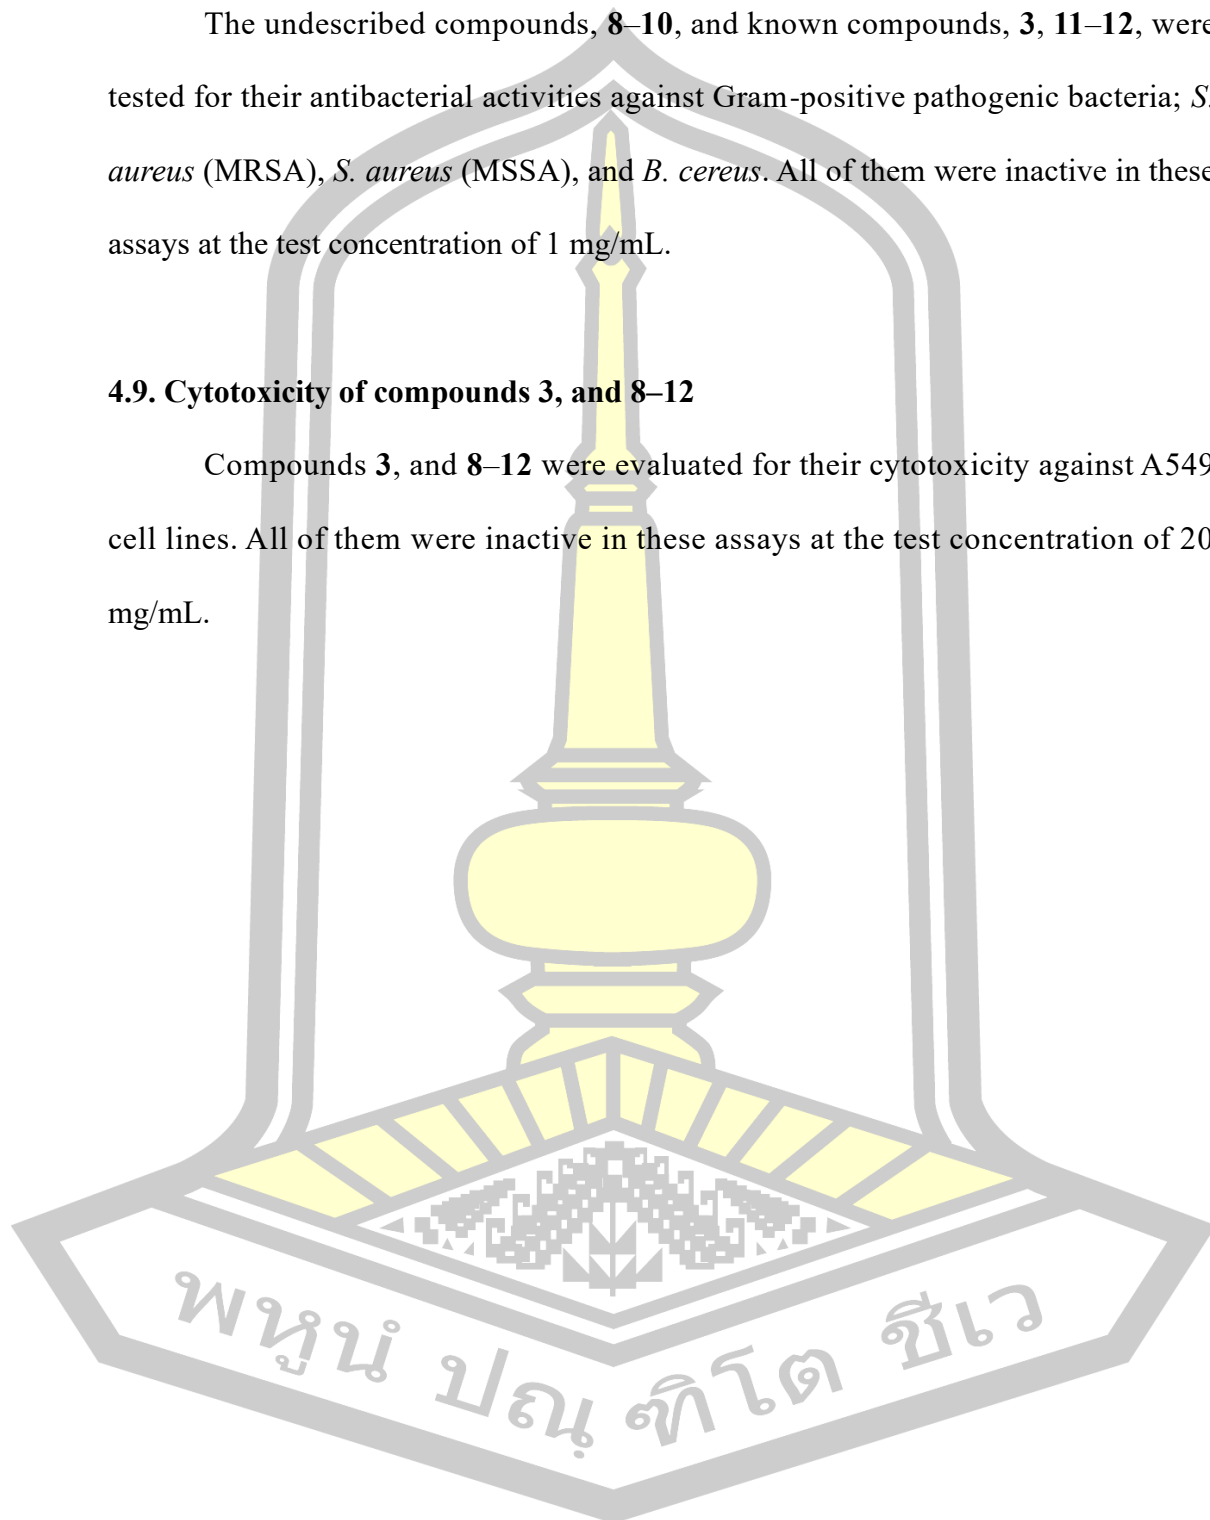 The undescribed compounds, 8–10, and known compounds, 3, 11–12, were
tested for their antibacterial activities against Gram-positive pathogenic bacteria; S.
aureus (MRSA), S. aureus (MSSA), and B. cereus. All of them were inactive in these
assays at the test concentration of 1 mg/mL.
4.9. Cytotoxicity of compounds 3, and 8–12
Compounds 3, and 8–12 were evaluated for their cytotoxicity against A549
cell lines. All of them were inactive in these assays at the test concentration of 20
mg/mL.
พหูนํ ปณฺฑิโต ชีเว